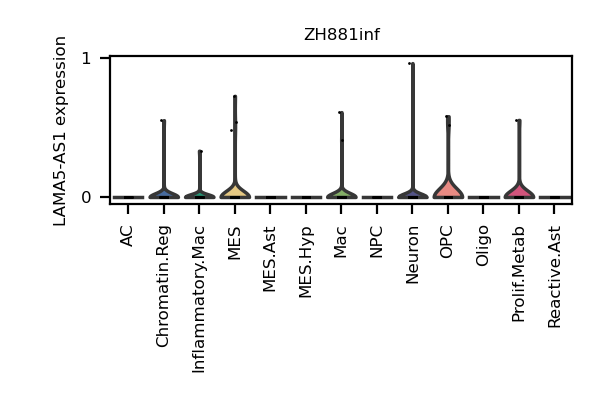 ZH881inf
LAMA5-AS1 expression
1
0
AC
Chromatin.Reg
Inflammatory.Mac
MES
MES.Ast
MES.Hyp
Mac
NPC
Neuron
OPC
Oligo
Prolif.Metab
Reactive.Ast